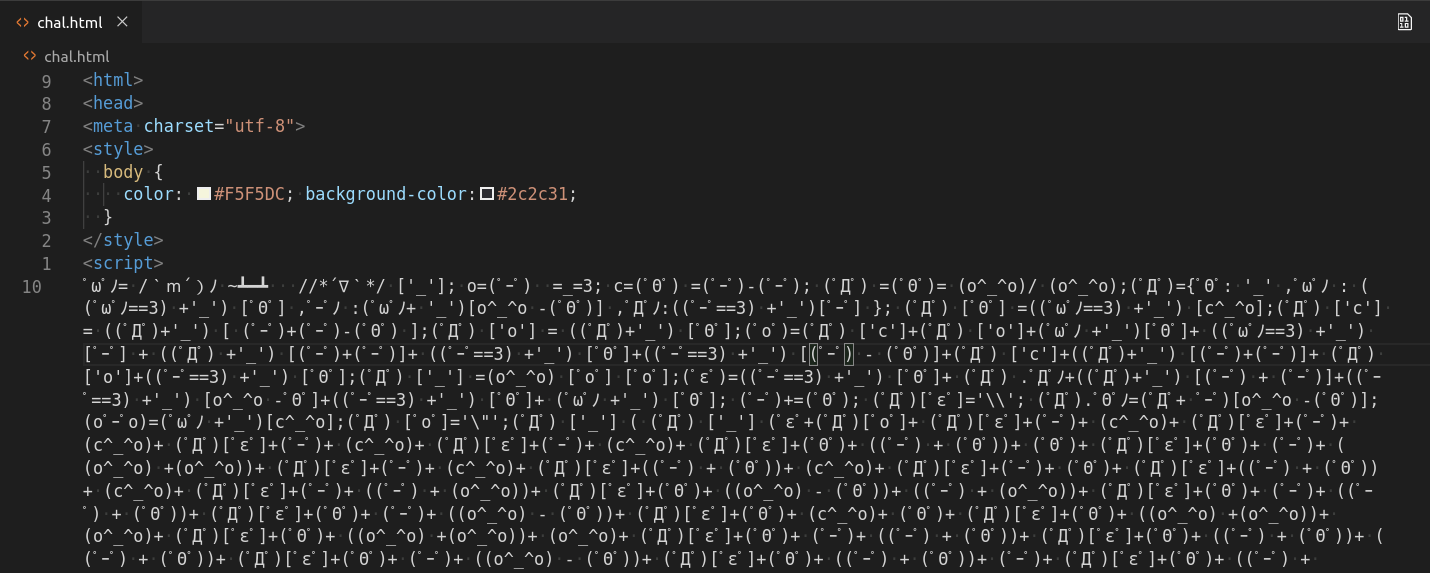 chal.html
chal.html
9 <html>
8 <head>
7 <meta charset="utf-8">
6 <style>
5 body {
4 color: #F5F5DC; background-color: #2c2c31;
3 }
2 </style>
1 <script>
10 ﾟωﾟﾉ= /｀ｍ´）ﾉ ~┻━┻   //*´∇｀*/ ['_']; o=(ﾟｰﾟ)  =_=3; c=(ﾟΘﾟ) =(ﾟｰﾟ)-(ﾟｰﾟ); (ﾟДﾟ) =(ﾟΘﾟ)= (o^_^o)/ (o^_^o);(ﾟДﾟ)={ﾟΘﾟ: '_' ,ﾟωﾟﾉ : (
(ﾟωﾟﾉ==3) +'_') [ﾟΘﾟ] ,ﾟｰﾟﾉ :(ﾟωﾟﾉ+ '_')[o^_^o -(ﾟΘﾟ)] ,ﾟДﾟﾉ:((ﾟｰﾟ==3) +'_')[ﾟｰﾟ] }; (ﾟДﾟ) [ﾟΘﾟ] =((ﾟωﾟﾉ==3) +'_') [c^_^o];(ﾟДﾟ) ['c']
= ((ﾟДﾟ)+'_') [ (ﾟｰﾟ)+(ﾟｰﾟ)-(ﾟΘﾟ) ];(ﾟДﾟ) ['o'] = ((ﾟДﾟ)+'_') [ﾟΘﾟ];(ﾟoﾟ)=(ﾟДﾟ) ['c']+(ﾟДﾟ) ['o']+(ﾟωﾟﾉ +'_')[ﾟΘﾟ]+ ((ﾟωﾟﾉ==3) +'_')
[ﾟｰﾟ] + ((ﾟДﾟ) +'_') [(ﾟｰﾟ)+(ﾟｰﾟ)]+ ((ﾟｰﾟ==3) +'_') [ﾟΘﾟ]+((ﾟｰﾟ==3) +'_') [(ﾟｰﾟ) - (ﾟΘﾟ)]+(ﾟДﾟ) ['c']+((ﾟДﾟ)+'_') [(ﾟｰﾟ)+(ﾟｰﾟ)]+ (ﾟДﾟ)
['o']+((ﾟｰﾟ==3) +'_') [ﾟΘﾟ];(ﾟДﾟ) ['_'] =(o^_^o) [ﾟoﾟ] [ﾟoﾟ];(ﾟεﾟ)=((ﾟｰﾟ==3) +'_') [ﾟΘﾟ]+ (ﾟДﾟ) .ﾟДﾟﾉ+((ﾟДﾟ)+'_') [(ﾟｰﾟ) + (ﾟｰﾟ)]+((ﾟｰ
ﾟ==3) +'_') [o^_^o -ﾟΘﾟ]+((ﾟｰﾟ==3) +'_') [ﾟΘﾟ]+ (ﾟωﾟﾉ +'_') [ﾟΘﾟ]; (ﾟｰﾟ)+=(ﾟΘﾟ); (ﾟДﾟ)[ﾟεﾟ]='\\'; (ﾟДﾟ).ﾟΘﾟﾉ=(ﾟДﾟ+ ﾟｰﾟ)[o^_^o -(ﾟΘﾟ)];
(oﾟｰﾟo)=(ﾟωﾟﾉ +'_')[c^_^o];(ﾟДﾟ) [ﾟoﾟ]='\"';(ﾟДﾟ) ['_'] ( (ﾟДﾟ) ['_'] (ﾟεﾟ+(ﾟДﾟ)[ﾟoﾟ]+ (ﾟДﾟ)[ﾟεﾟ]+(ﾟｰﾟ)+ (c^_^o)+ (ﾟДﾟ)[ﾟεﾟ]+(ﾟｰﾟ)+
(c^_^o)+ (ﾟДﾟ)[ﾟεﾟ]+(ﾟｰﾟ)+ (c^_^o)+ (ﾟДﾟ)[ﾟεﾟ]+(ﾟｰﾟ)+ (c^_^o)+ (ﾟДﾟ)[ﾟεﾟ]+(ﾟΘﾟ)+ ((ﾟｰﾟ) + (ﾟΘﾟ))+ (ﾟΘﾟ)+ (ﾟДﾟ)[ﾟεﾟ]+(ﾟΘﾟ)+ (ﾟｰﾟ)+ (
(o^_^o) +(o^_^o))+ (ﾟДﾟ)[ﾟεﾟ]+(ﾟｰﾟ)+ (c^_^o)+ (ﾟДﾟ)[ﾟεﾟ]+((ﾟｰﾟ) + (ﾟΘﾟ))+ (c^_^o)+ (ﾟДﾟ)[ﾟεﾟ]+(ﾟｰﾟ)+ (ﾟΘﾟ)+ (ﾟДﾟ)[ﾟεﾟ]+((ﾟｰﾟ) + (ﾟΘﾟ))
+ (c^_^o)+ (ﾟДﾟ)[ﾟεﾟ]+(ﾟｰﾟ)+ ((ﾟｰﾟ) + (o^_^o))+ (ﾟДﾟ)[ﾟεﾟ]+(ﾟΘﾟ)+ ((o^_^o) - (ﾟΘﾟ))+ ((ﾟｰﾟ) + (o^_^o))+ (ﾟДﾟ)[ﾟεﾟ]+(ﾟΘﾟ)+ (ﾟｰﾟ)+ ((ﾟｰ
ﾟ) + (ﾟΘﾟ))+ (ﾟДﾟ)[ﾟεﾟ]+(ﾟΘﾟ)+ (ﾟｰﾟ)+ ((o^_^o) - (ﾟΘﾟ))+ (ﾟДﾟ)[ﾟεﾟ]+(ﾟΘﾟ)+ (c^_^o)+ (ﾟΘﾟ)+ (ﾟДﾟ)[ﾟεﾟ]+(ﾟΘﾟ)+ ((o^_^o) +(o^_^o))+
(o^_^o)+ (ﾟДﾟ)[ﾟεﾟ]+(ﾟΘﾟ)+ ((o^_^o) +(o^_^o))+ (o^_^o)+ (ﾟДﾟ)[ﾟεﾟ]+(ﾟΘﾟ)+ (ﾟｰﾟ)+ ((ﾟｰﾟ) + (ﾟΘﾟ))+ (ﾟДﾟ)[ﾟεﾟ]+(ﾟΘﾟ)+ ((ﾟｰﾟ) + (ﾟΘﾟ))+ (
(ﾟｰﾟ) + (ﾟΘﾟ))+ (ﾟДﾟ)[ﾟεﾟ]+(ﾟΘﾟ)+ (ﾟｰﾟ)+ ((o^_^o) - (ﾟΘﾟ))+ (ﾟДﾟ)[ﾟεﾟ]+(ﾟΘﾟ)+ ((ﾟｰﾟ) + (ﾟΘﾟ))+ (ﾟｰﾟ)+ (ﾟДﾟ)[ﾟεﾟ]+(ﾟΘﾟ)+ ((ﾟｰﾟ) +